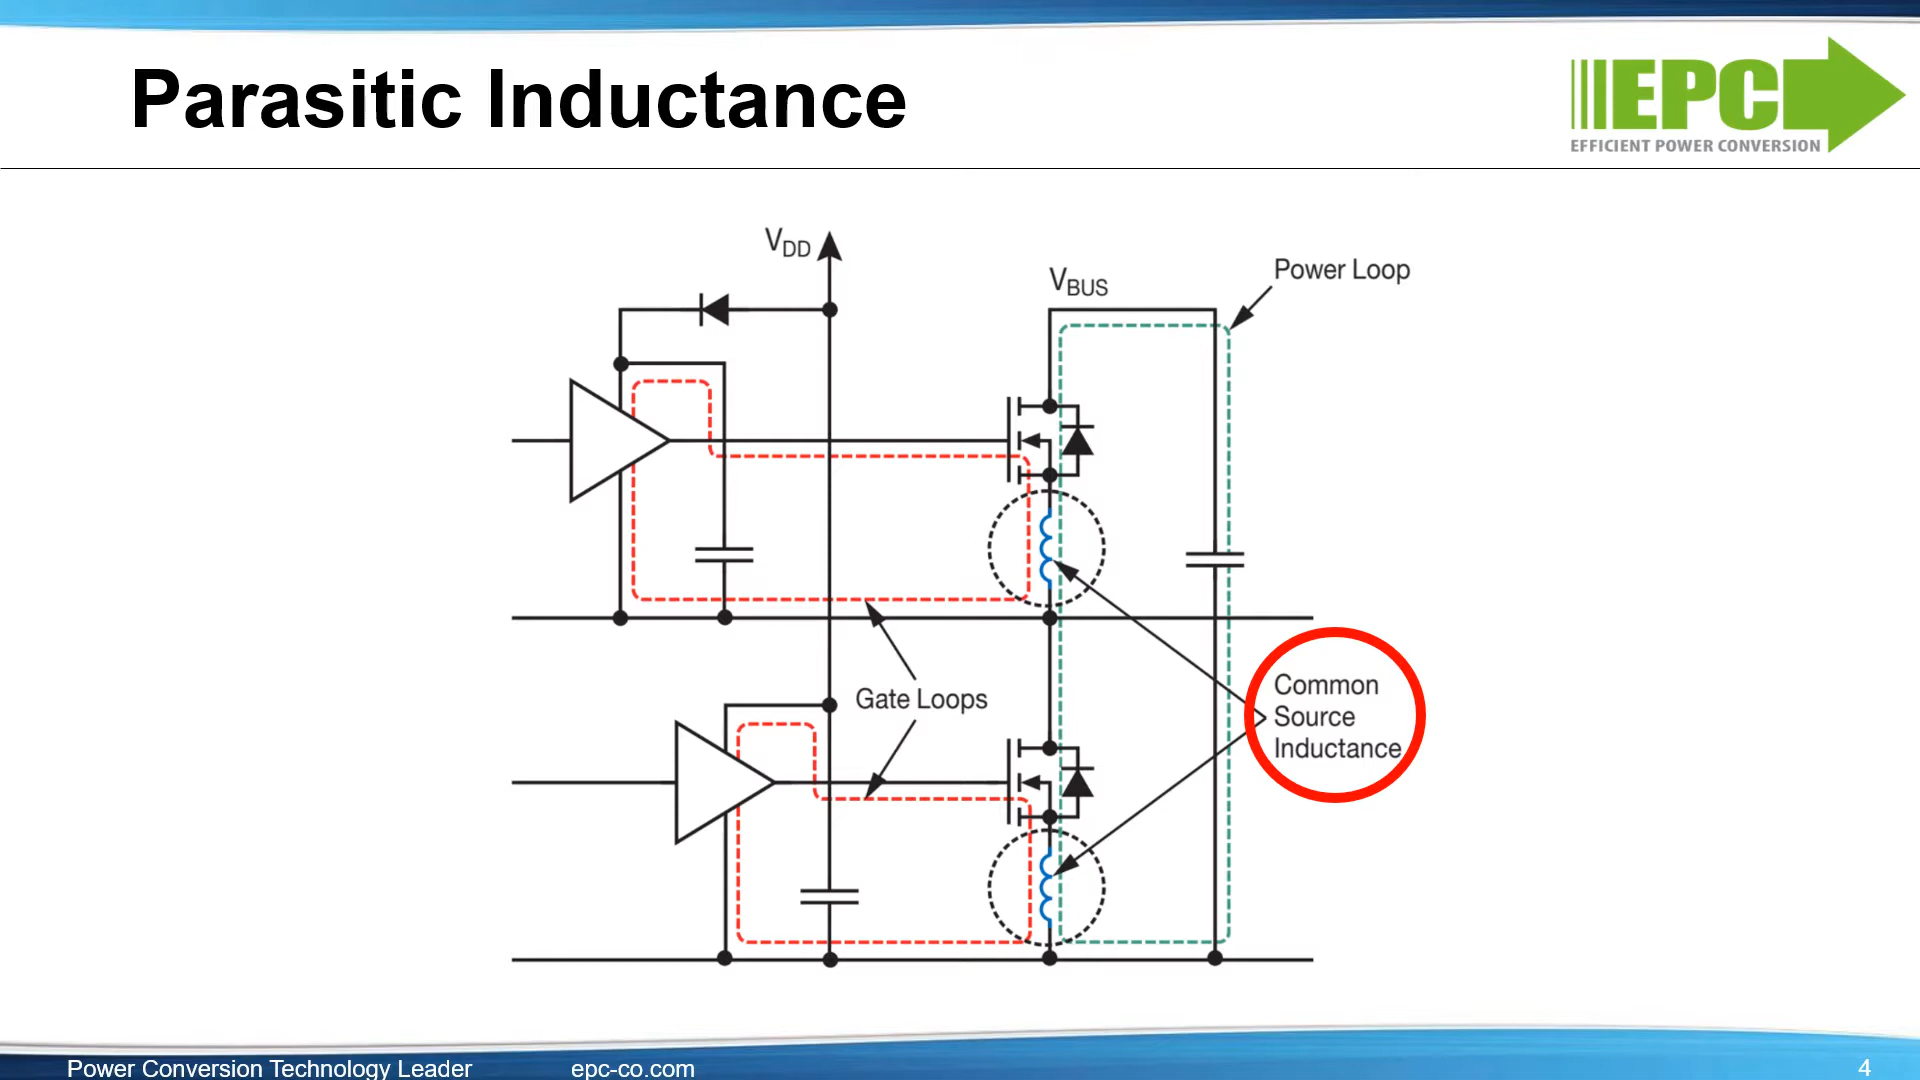 Parasitic Inductance
EPC
EFFICIENT POWER CONVERSION
VDD
VBUS
Power Loop
Gate Loops
Common
Source
Inductance
Power Conversion Technology Leader
epc-co.com
4